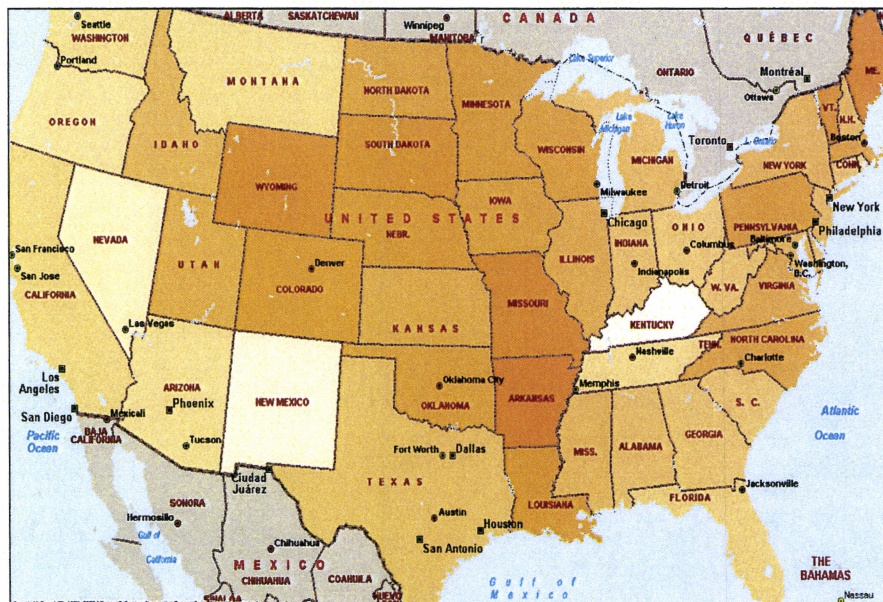 ALBERTA
SASKATCHEWAN
Winnipeg
MANITOBA
CANADA
QUÉBEC
ONTARIO
Montréal
Ottawa
Toronto
Seattle
WASHINGTON
Portland
OREGON
MONTANA
IDAHO
NORTH DAKOTA
SOUTH DAKOTA
MINNESOTA
Lake Superior
Lake
Michigan
Lake
Huron
L. Ontario
ME.
VT.
N.H.
Boston
CONN.
NEW YORK
WISCONSIN
MICHIGAN
Milwaukee
Detroit
WYOMING
UNITED STATES
IOWA
NEBR.
Chicago
New York
PENNSYLVANIA
Philadelphia
Baltimore
Washington,
D.C.
OHIO
Columbus
INDIANA
Indianapolis
ILLINOIS
NEVADA
San Francisco
San Jose
CALIFORNIA
UTAH
Denver
COLORADO
KANSAS
MISSOURI
W. VA.
VIRGINIA
KENTUCKY
Las Vegas
Los
Angeles
San Diego
Mexicali
BAJA
CALIFORNIA
Pacific
Ocean
ARIZONA
Phoenix
Tucson
NEW MEXICO
Oklahoma City
OKLAHOMA
ARKANSAS
Memphis
Nashville
TENN.
NORTH CAROLINA
Charlotte
S. C.
Atlantic
Ocean
Fort Worth
Dallas
TEXAS
Austin
Houston
San Antonio
LOUISIANA
MISS.
ALABAMA
GEORGIA
FLORIDA
Jacksonville
Ciudad
Juárez
SONORA
Hermosillo
Gulf of
California
Chihuahua
MEXICO
CHIHUAHUA
COAHUILA
SINALOA
NUEVO
Gulf of
Mexico
THE
BAHAMAS
Nassau